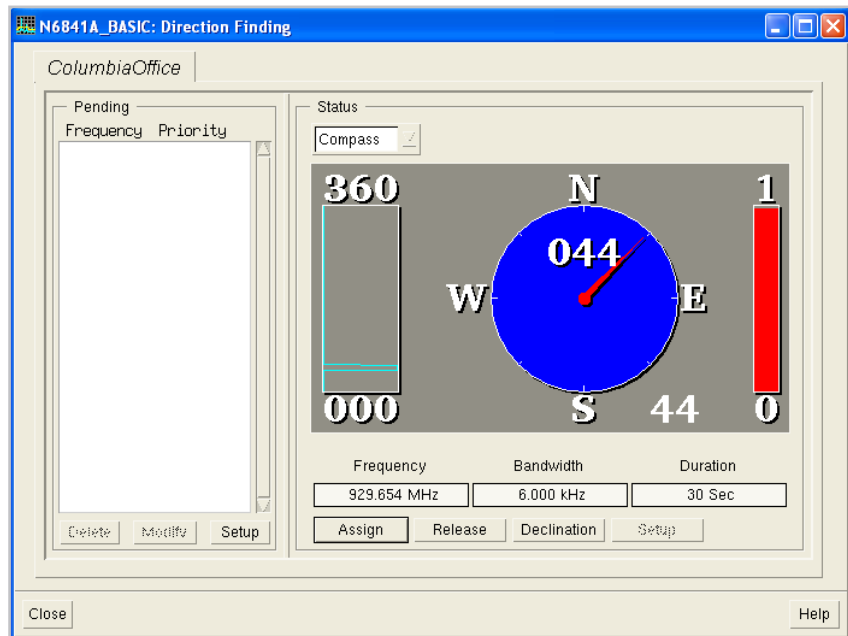 N6841A_BASIC: Direction Finding
ColumbiaOffice
Pending
Frequency Priority
Delete Modify Setup
Status
Compass
360 N 1
044
W E
000 S 44 0
Frequency Bandwidth Duration
929.654 MHz 6.000 kHz 30 Sec
Assign Release Declination Setup
Close Help